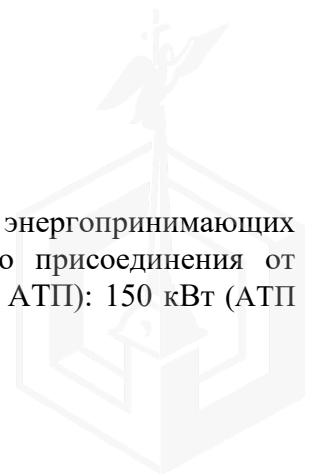 энергопринимающих
о присоединения от
АТП): 150 кВт (АТП